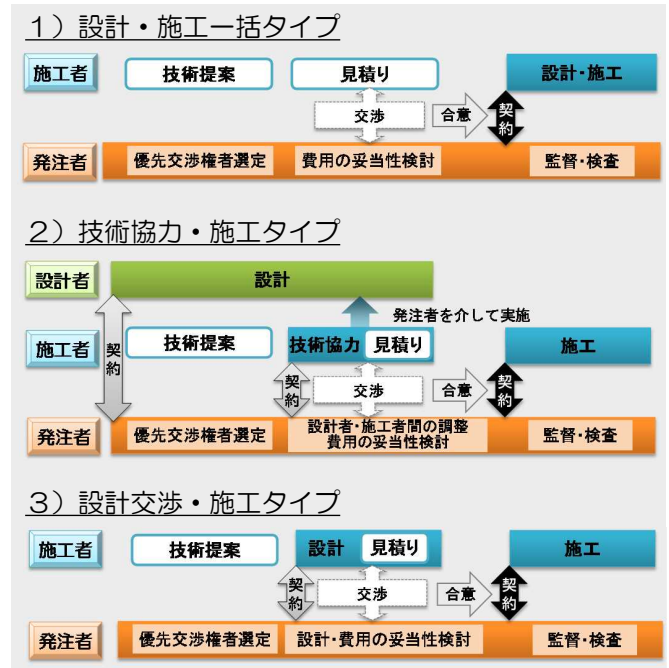 1）設計・施工一括タイプ
施工者
技術提案
見積り
設計・施工
交渉
合意
契約
発注者
優先交渉権者選定
費用の妥当性検討
監督・検査
2）技術協力・施工タイプ
設計者
設計
発注者を介して実施
契約
施工者
技術提案
技術協力
見積り
施工
契約
交渉
合意
契約
発注者
優先交渉権者選定
設計者・施工者間の調整
費用の妥当性検討
監督・検査
3）設計交渉・施工タイプ
施工者
技術提案
設計
見積り
施工
契約
交渉
合意
契約
発注者
優先交渉権者選定
設計・費用の妥当性検討
監督・検査